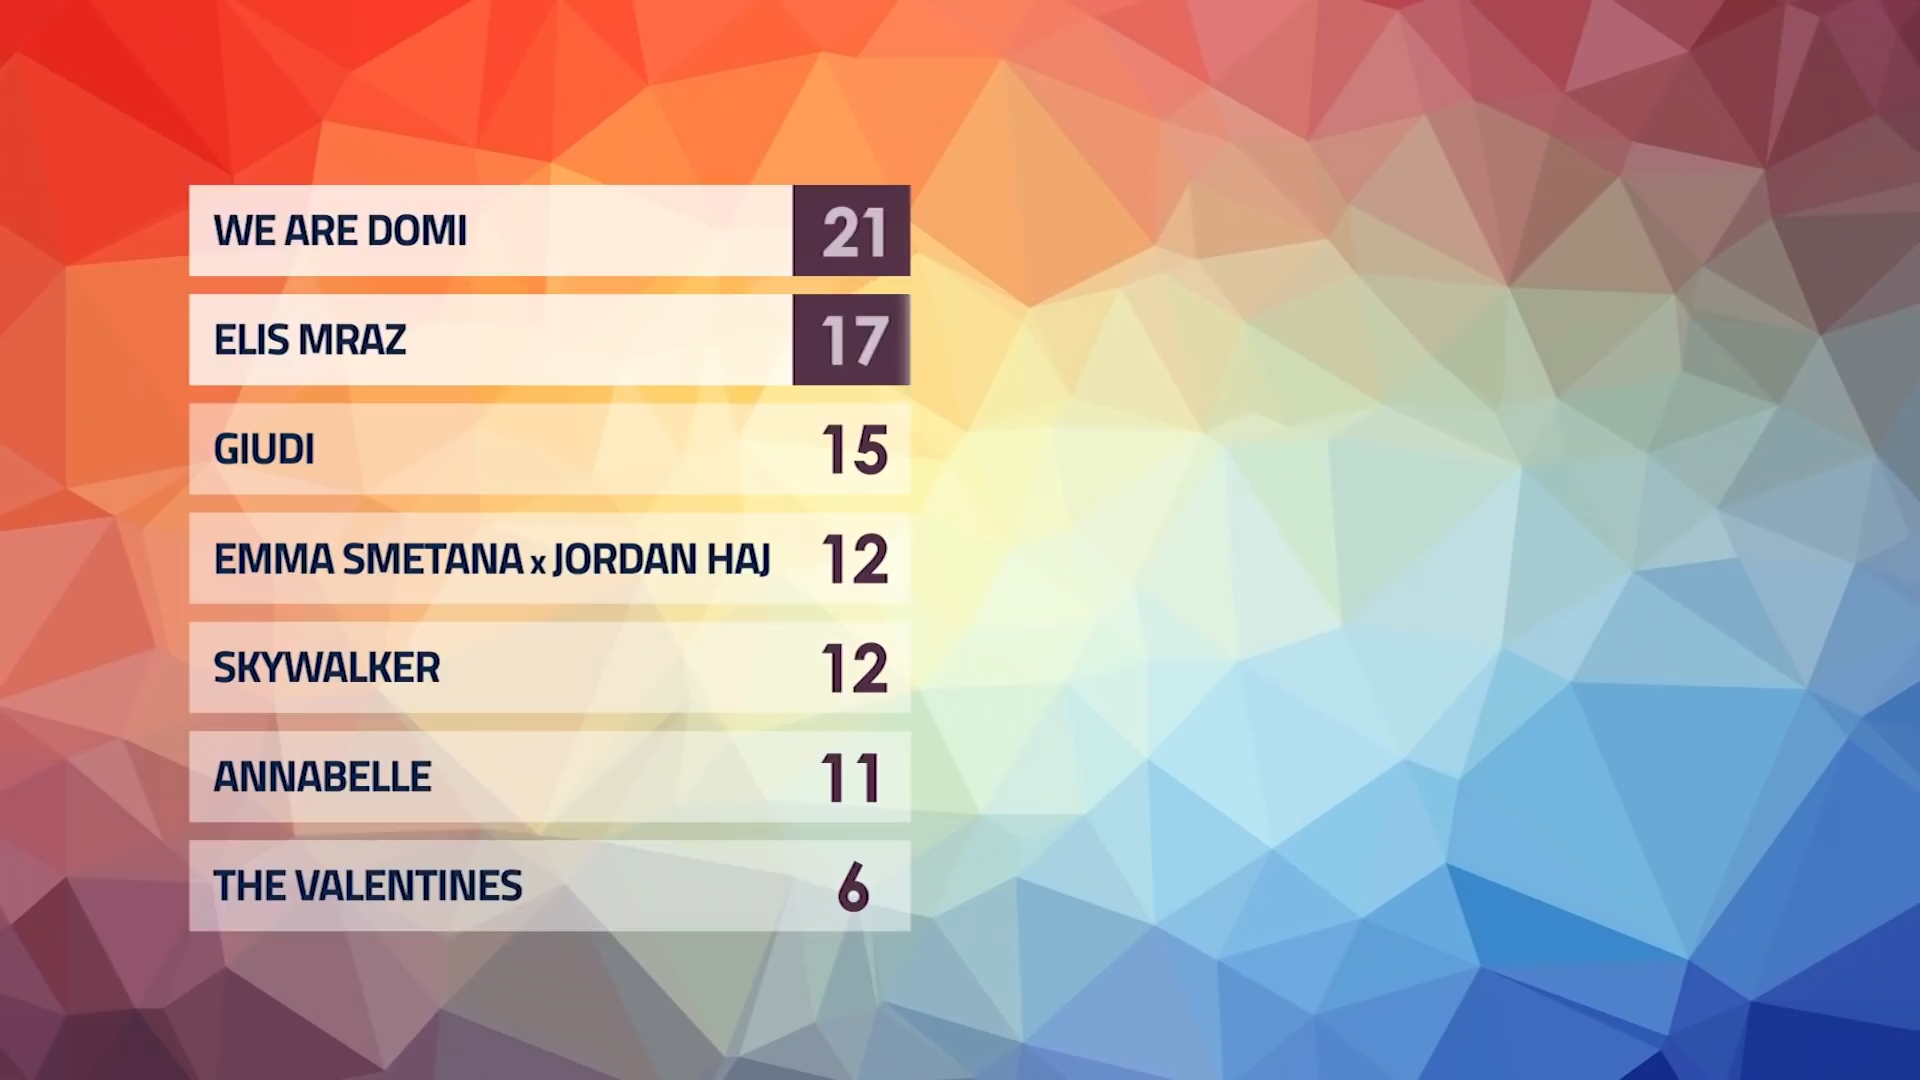 WE ARE DOMI 21
ELIS MRAZ 17
GIUDI 15
EMMA SMETANA x JORDAN HAJ 12
SKYWALKER 12
ANNABELLE 11
THE VALENTINES 6